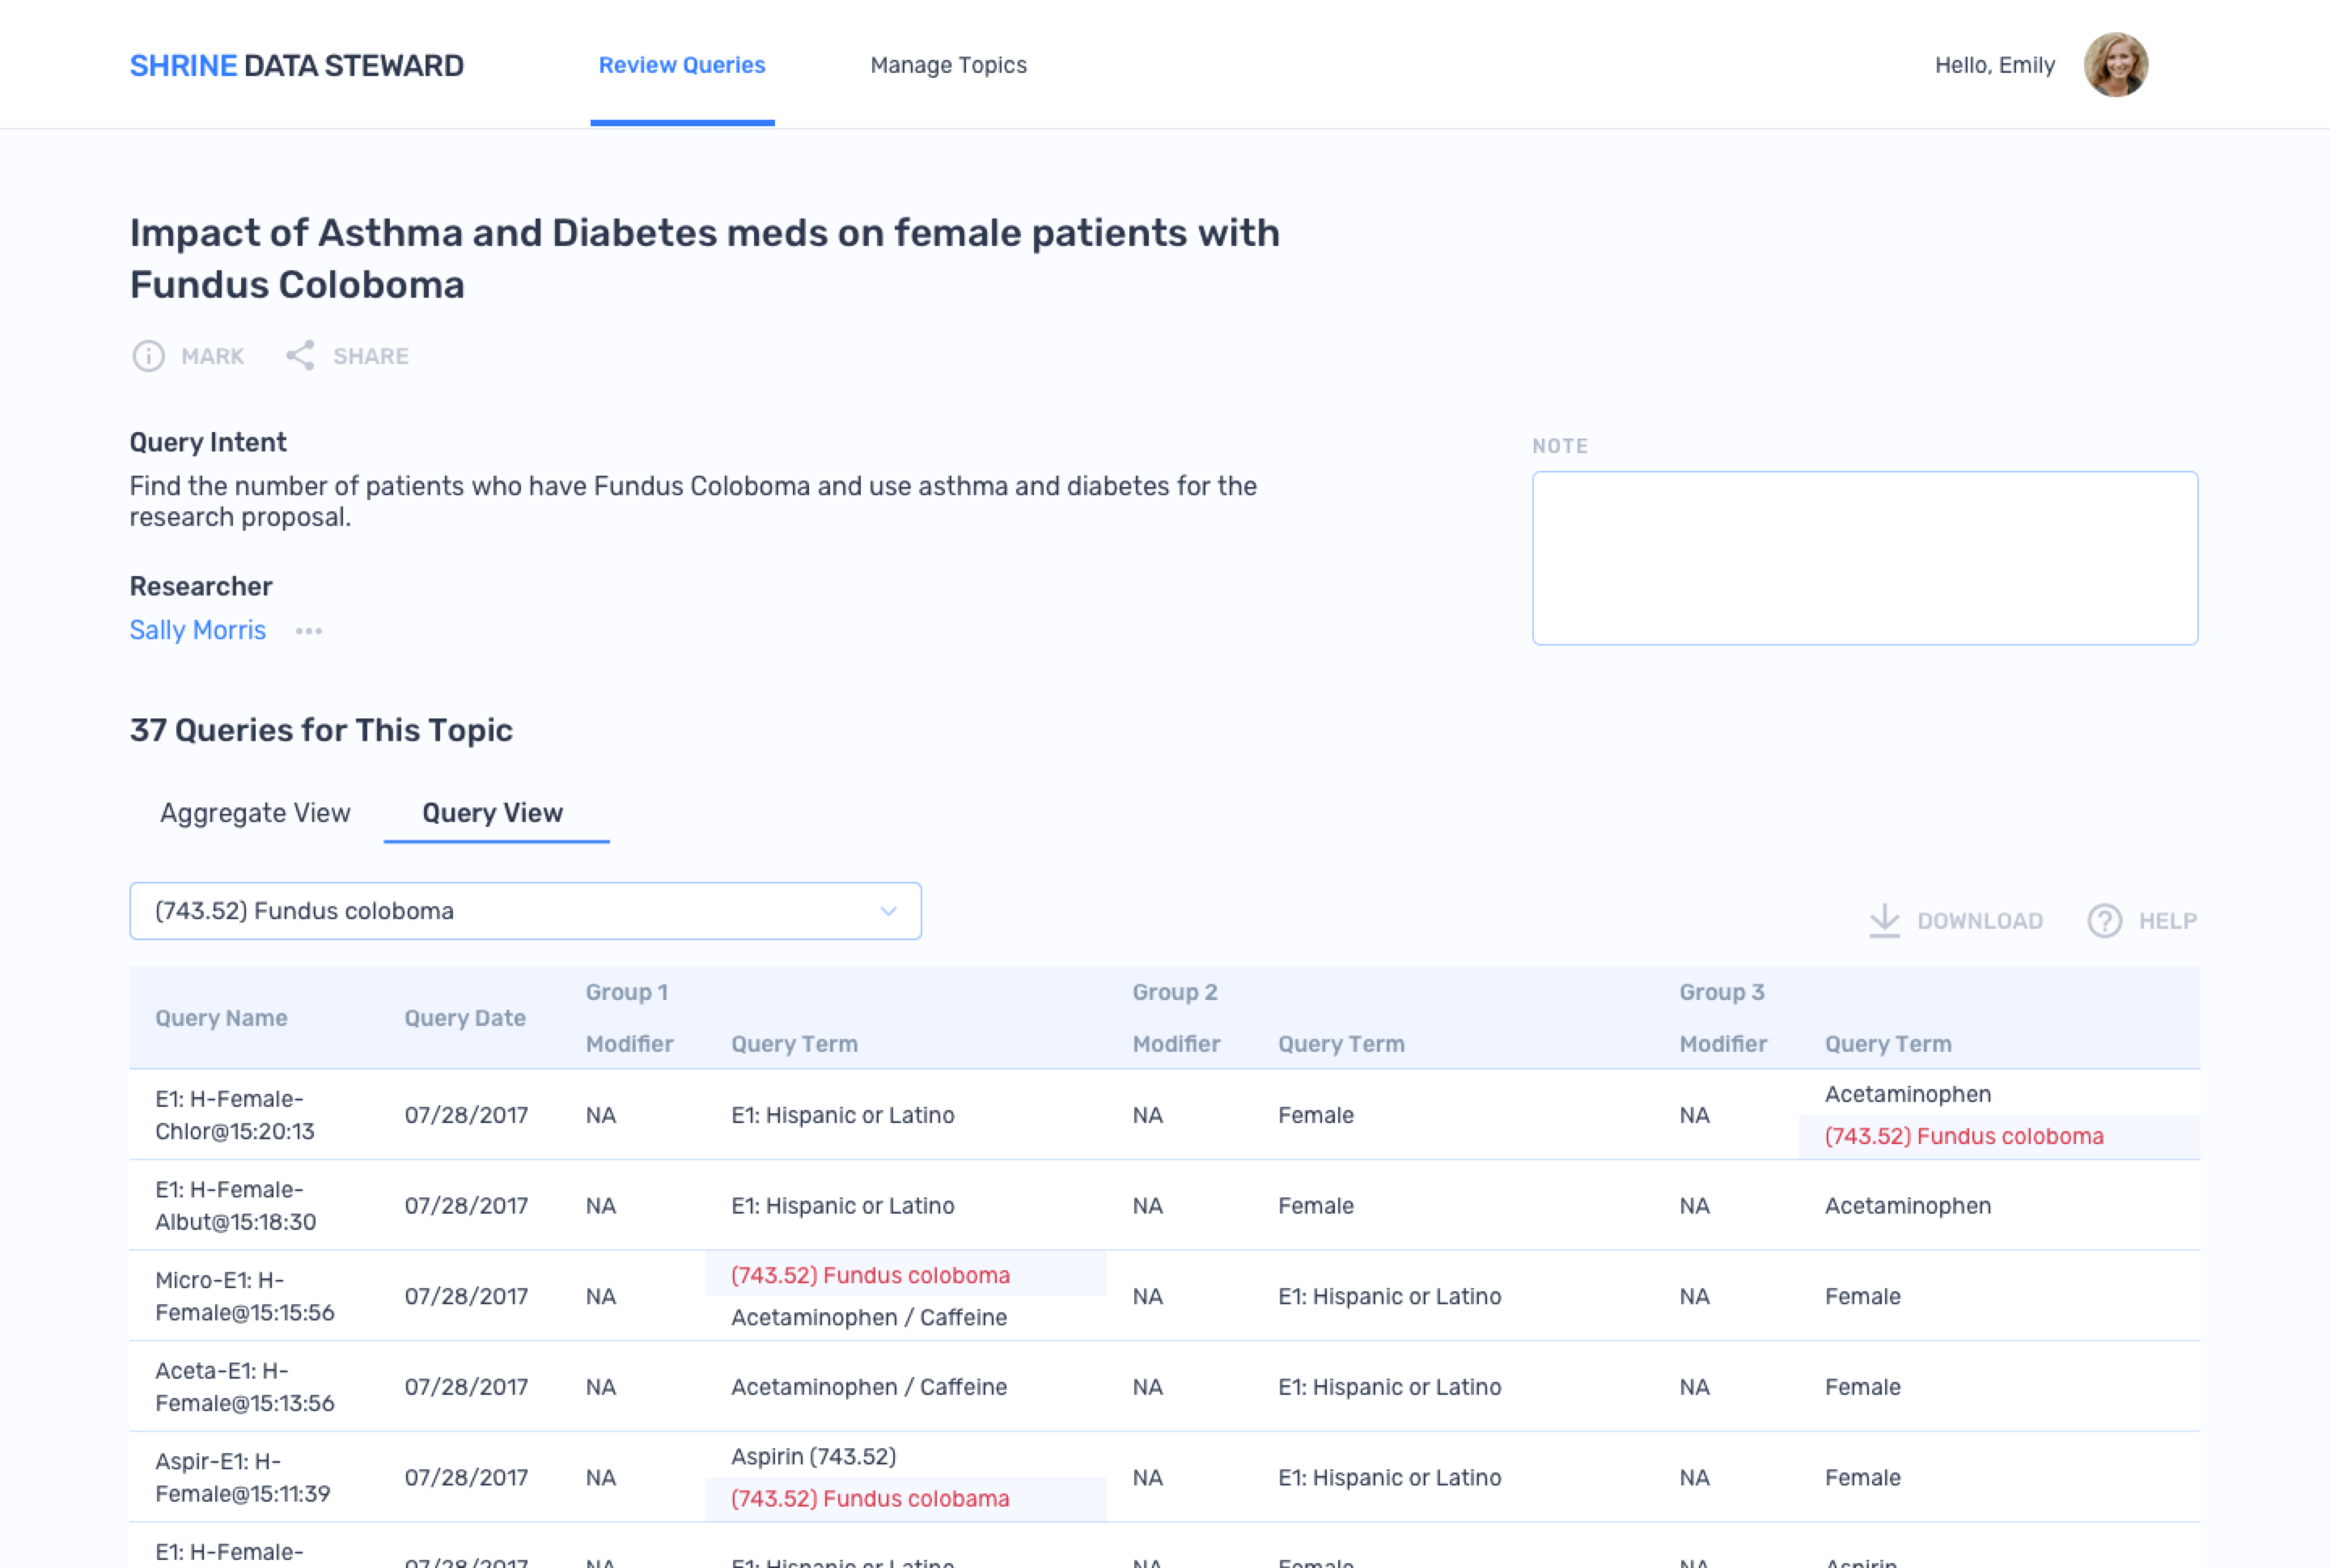 SHRINE DATA STEWARD
Review Queries
Manage Topics
Hello, Emily
Impact of Asthma and Diabetes meds on female patients with
Fundus Coloboma
MARK
SHARE
Query Intent
Find the number of patients who have Fundus Coloboma and use asthma and diabetes for the
research proposal.
NOTE
Researcher
Sally Morris
37 Queries for This Topic
Aggregate View
Query View
(743.52) Fundus coloboma
DOWNLOAD
HELP
Query Name
Query Date
Group 1
Group 2
Group 3
Modifier
Query Term
Modifier
Query Term
Modifier
Query Term
E1: H-Female-
Chlor@15:20:13
07/28/2017
NA
E1: Hispanic or Latino
NA
Female
NA
Acetaminophen
(743.52) Fundus coloboma
E1: H-Female-
Albut@15:18:30
07/28/2017
NA
E1: Hispanic or Latino
NA
Female
NA
Acetaminophen
Micro-E1: H-
Female@15:15:56
07/28/2017
NA
(743.52) Fundus coloboma
Acetaminophen / Caffeine
NA
E1: Hispanic or Latino
NA
Female
Aceta-E1: H-
Female@15:13:56
07/28/2017
NA
Acetaminophen / Caffeine
NA
E1: Hispanic or Latino
NA
Female
Aspir-E1: H-
Female@15:11:39
07/28/2017
NA
Aspirin (743.52)
(743.52) Fundus colobama
NA
E1: Hispanic or Latino
NA
Female
E1: H-Female-
07/28/2017
NA
E1: Hispanic or Latino
NA
Female
NA
Aspirin